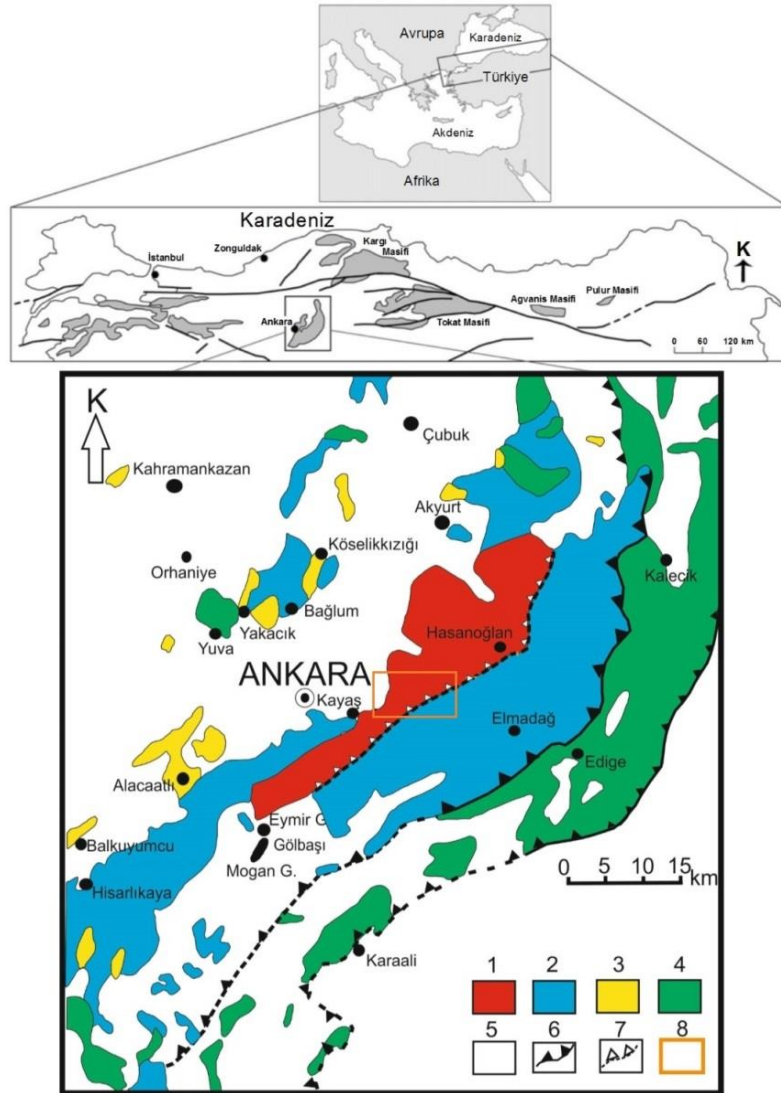 Avrupa
Karadeniz
Türkiye
Akdeniz
Afrika
Karadeniz
Zonguldak
İstanbul
Kargı
Masifi
K
Pulur Masifi
Agvanis Masifi
Ankara
Tokat Masifi
0 60 120 km
K
Çubuk
Kahramankazan
Akyurt
Köselikkızığı
Orhaniye
Kalecik
Bağlum
Yakacık
Yuva
Hasanoğlan
ANKARA
Kayaş
Elmadağ
Edige
Alacaatlı
Eymir G
Gölbaşı
Balkuyumcu
Mogan G.
Hisarlıkaya
0 5 10 15
km
Karaali
1 2 3 4
5 6 7 8